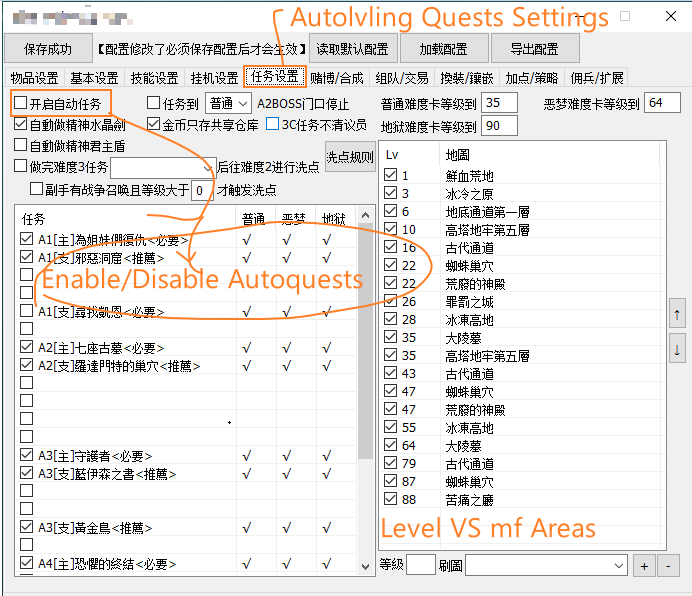 Autolvling Quests Settings
保存成功 【配置修改了必须保存配置后才会生效】 读取默认配置 加载配置 导出配置
物品设置 基本设置 技能设置 挂机设置 任务设置 赌博/合成 组队/交易 換裝/鑲嵌 加点/策略 佣兵/扩展
开启自动任务 任务到 普通 A2BOSS门口停止 普通难度卡等级到 35 恶梦难度卡等级到 64
自動做精神水晶劍 金币只存共享仓库 3C任务不清议员 地狱难度卡等级到 90
自動做精神君主盾
做完难度3任务 后往难度2进行洗点 洗点规则
副手有战争召唤且等级大于 0 才触发洗点
任务 普通 恶梦 地狱
A1[主]為姐妹們復仇<必要> √ √ √
A1[支]邪惡洞窟<推薦> √ √ √
Enable/Disable Autoquests
A1[支]尋找凱恩<必要> √ √ √
A2[主]七座古墓<必要> √ √ √
A2[支]羅達門特的巢穴<推薦> √ √ √
A3[主]守護者<必要> √ √ √
A3[支]藍伊森之書<推薦> √ √ √
A3[支]黃金鳥<推薦> √ √ √
A4[主]恐懼的终结<必要> √ √ √
Lv 地圖
1 鮮血荒地
3 冰冷之原
6 地底通道第一層
10 高塔地牢第五層
16 古代通道
22 蜘蛛巢穴
22 荒廢的神殿
26 罪罰之城
28 冰凍高地
35 大陵墓
35 高塔地牢第五層
43 古代通道
47 蜘蛛巢穴
47 荒廢的神殿
55 冰凍高地
64 大陵墓
79 古代通道
87 蜘蛛巢穴
88 苦痛之廳
↑
↓
Level VS mf Areas
等級 刷圖 + -